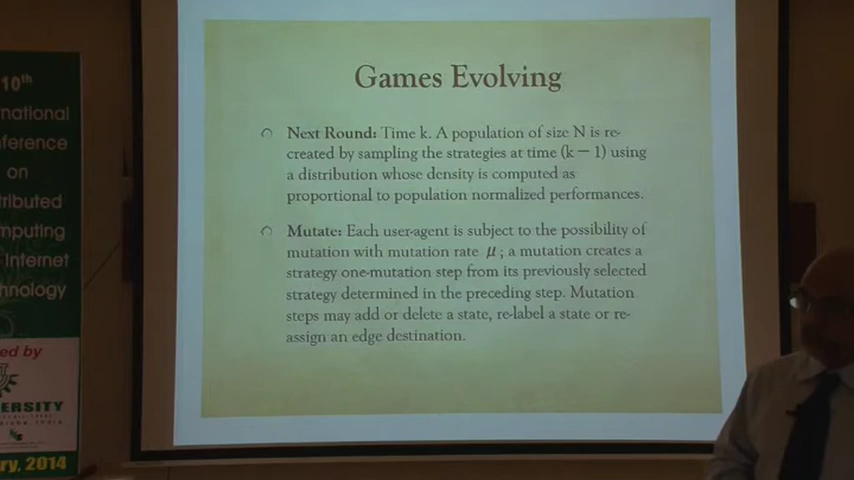 10th
national
nference
on
tributed
mputing
Internet
hnology
ed by
ERSITY
ry, 2014
Games Evolving
Next Round: Time k. A population of size N is re-
created by sampling the strategies at time (k − 1) using
a distribution whose density is computed as
proportional to population normalized performances.
Mutate: Each user-agent is subject to the possibility of
mutation with mutation rate μ; a mutation creates a
strategy one-mutation step from its previously selected
strategy determined in the preceding step. Mutation
steps may add or delete a state, re-label a state or re-
assign an edge destination.